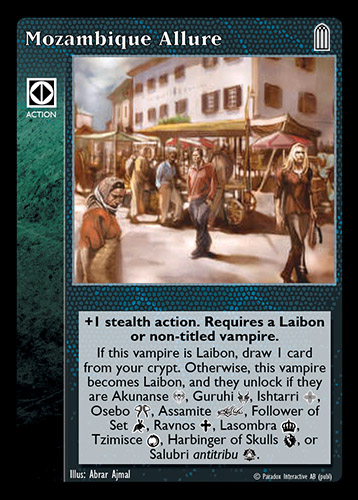 Mozambique Allure
ACTION
+1 stealth action. Requires a Laibon
or non-titled vampire.
If this vampire is Laibon, draw 1 card
from your crypt. Otherwise, this vampire
becomes Laibon, and they unlock if they
are Akunanse , Guruhi , Ishtarri ,
Osebo , Assamite , Follower of
Set , Ravnos , Lasombra ,
Tzimisce , Harbinger of Skulls , or
Salubri antitribu .
Illus: Abrar Ajmal
© Paradox Interactive AB (publ)